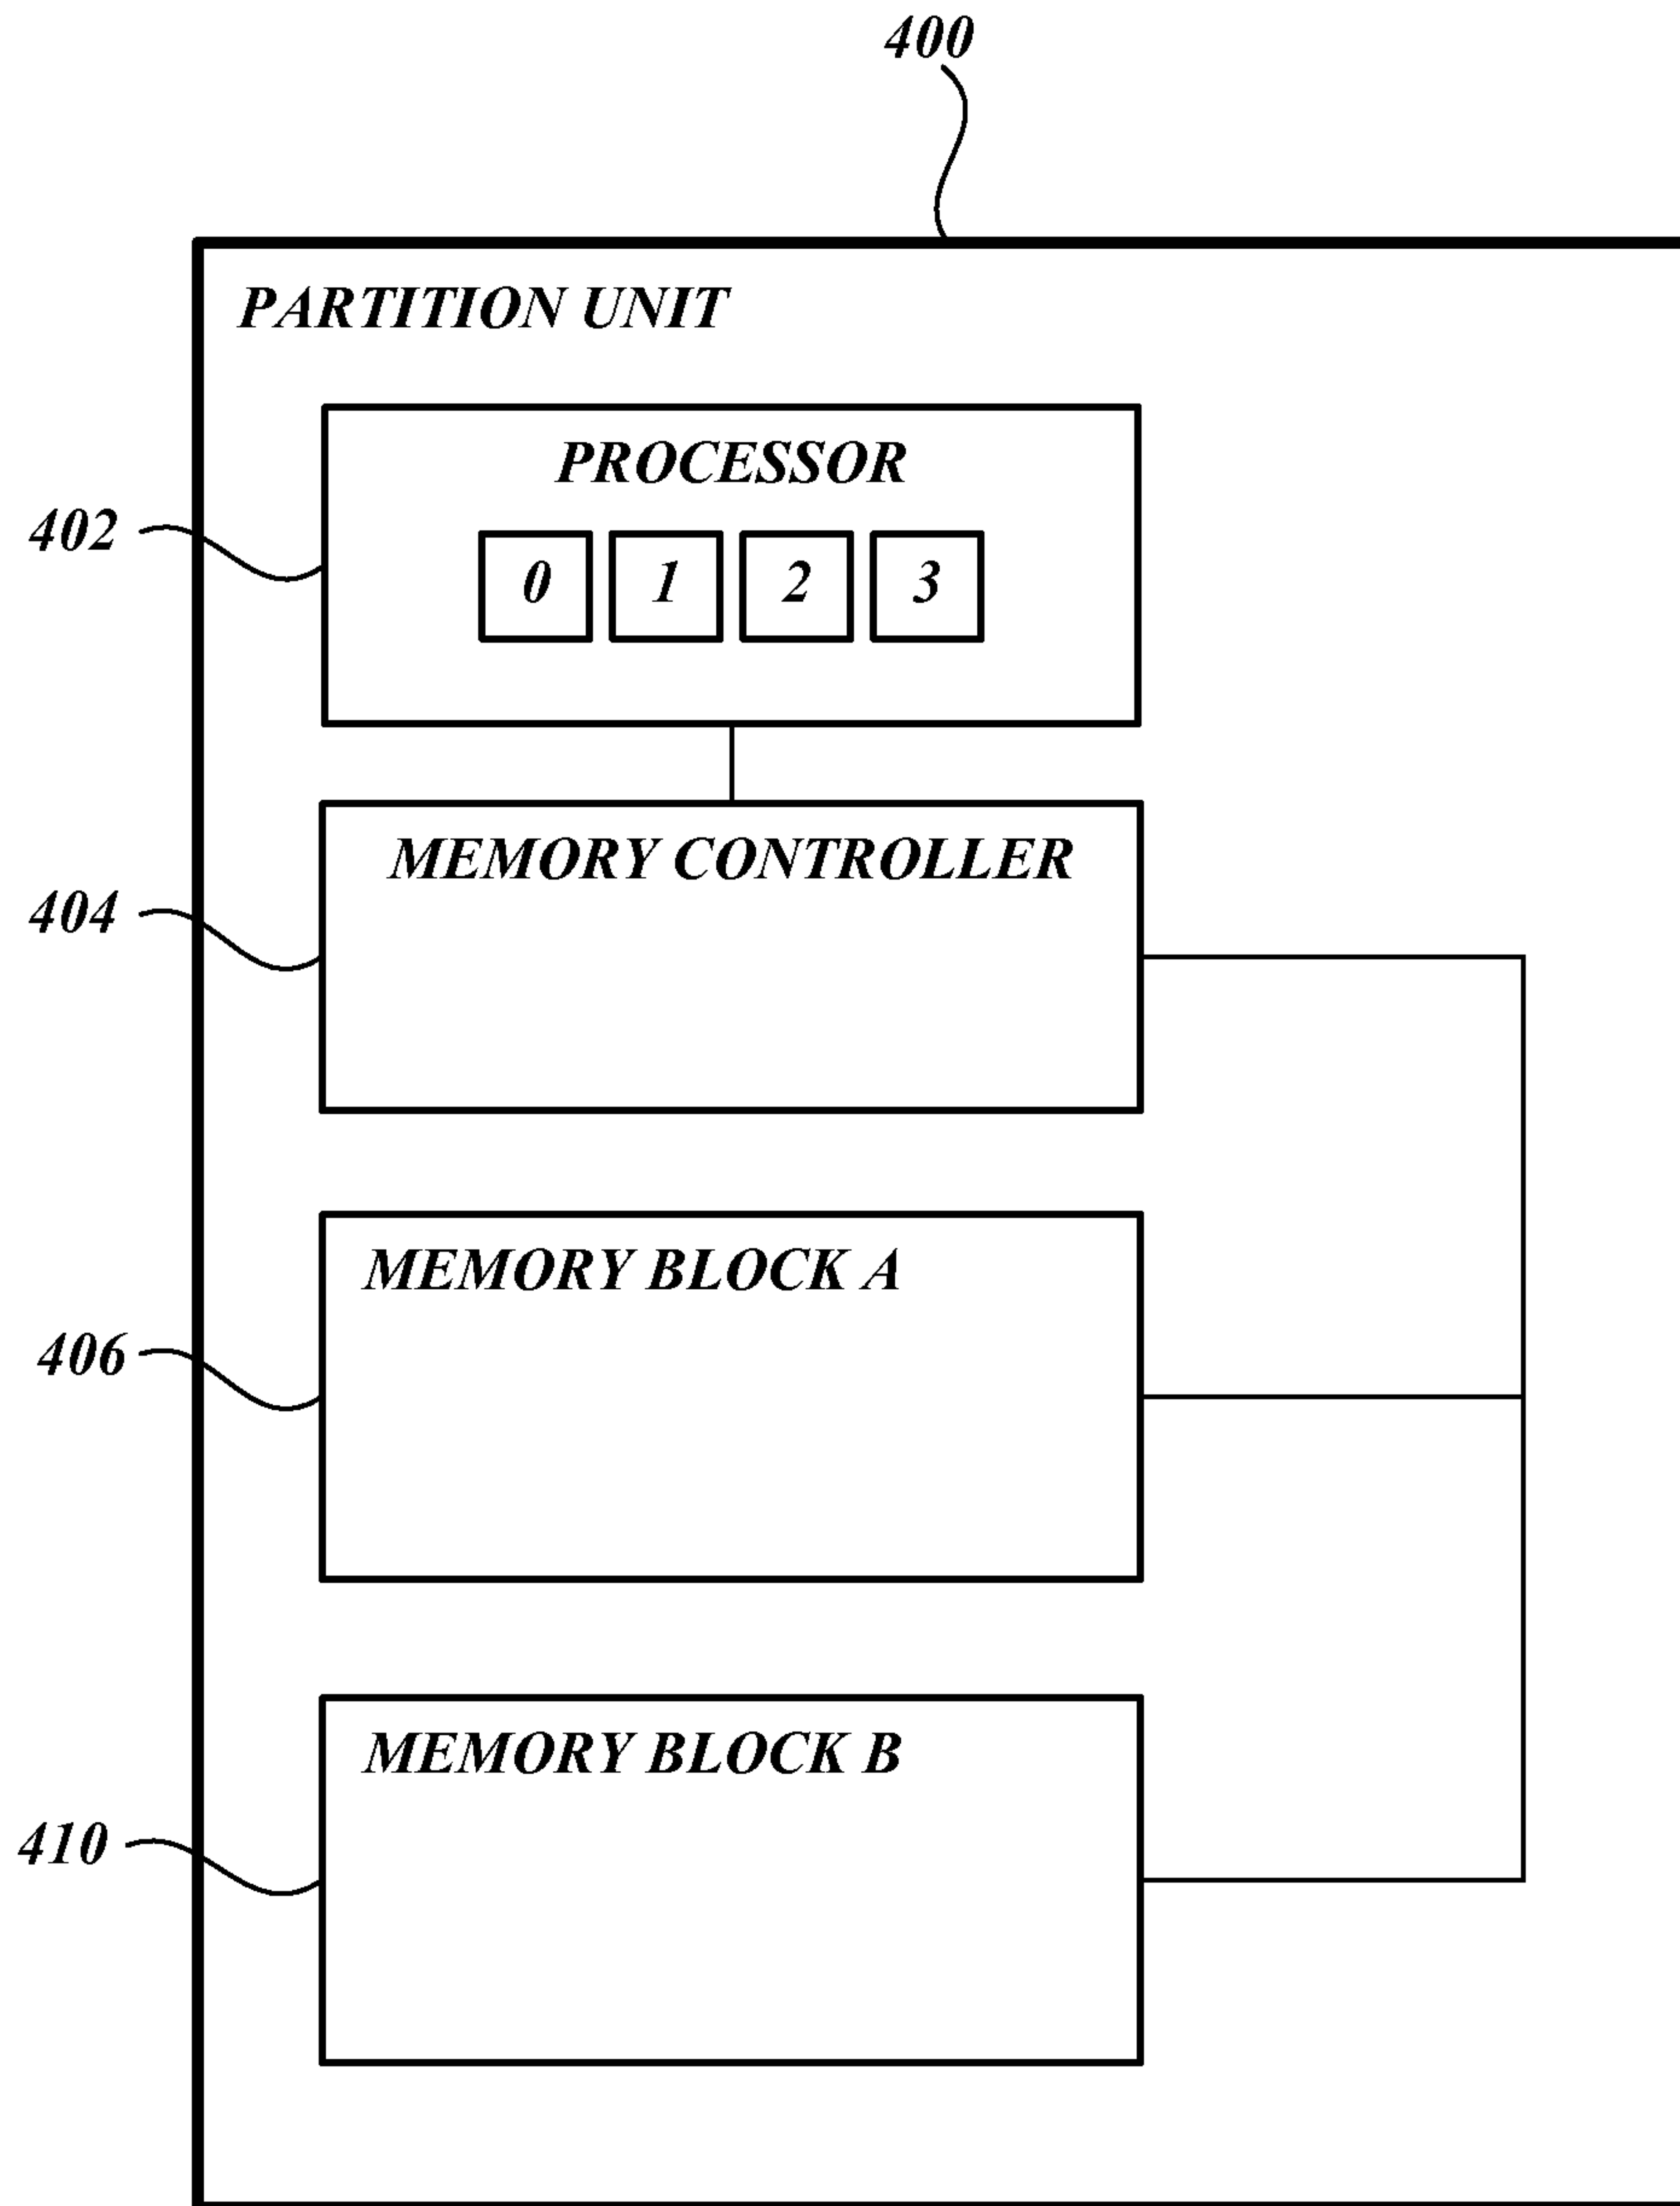 400
PARTITION UNIT
PROCESSOR
402
0 1 2 3
MEMORY CONTROLLER
404
MEMORY BLOCK A
406
MEMORY BLOCK B
410